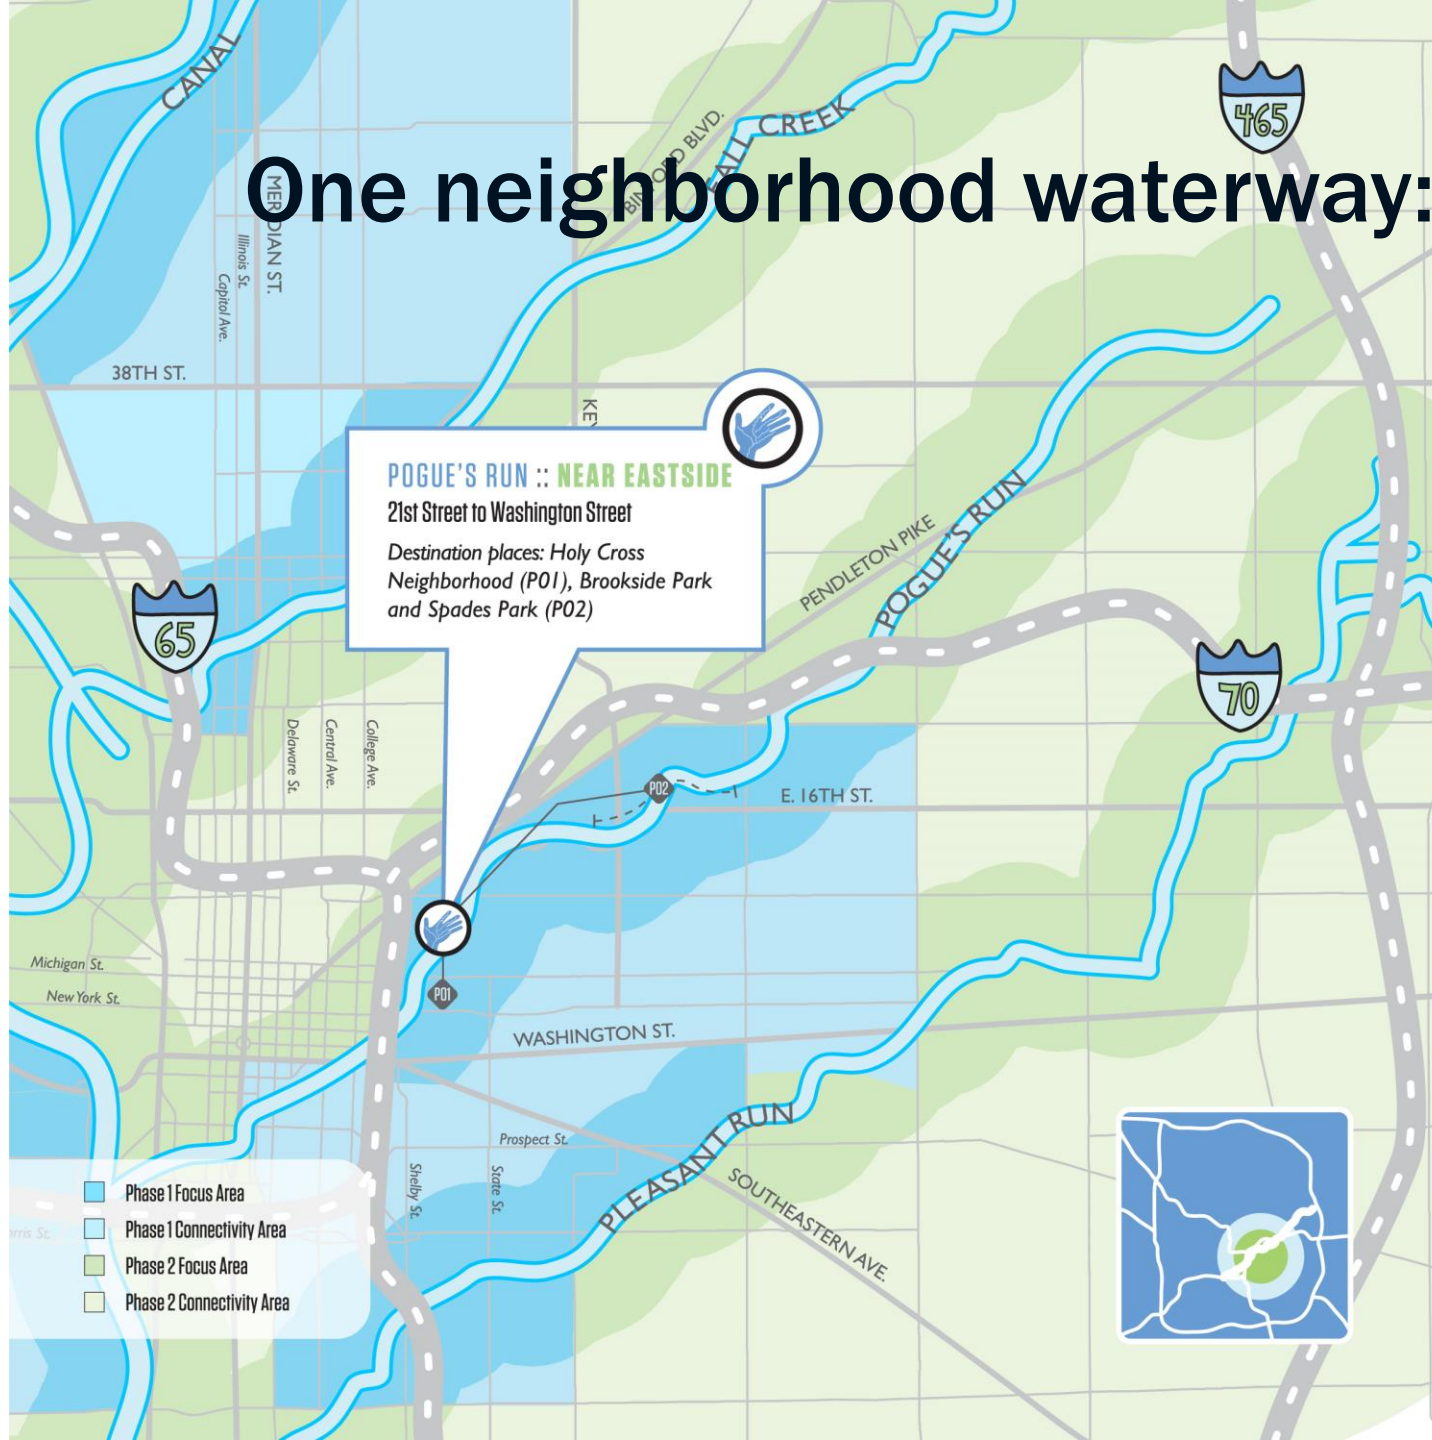 CANAL
FALL CREEK
BINFORD BLVD.
465
One neighborhood waterway:
MERIDIAN ST.
Illinois St.
Capitol Ave.
38TH ST.
KEY
POGUE'S RUN :: NEAR EASTSIDE
21st Street to Washington Street
Destination places: Holy Cross
Neighborhood (P01), Brookside Park
and Spades Park (P02)
PENDLETON PIKE
POGUE'S RUN
65
70
Delaware St.
Central Ave.
College Ave.
P02
E. 16TH ST.
Michigan St.
New York St.
P01
WASHINGTON ST.
Prospect St.
PLEASANT RUN
Shelby St.
State St.
SOUTHEASTERN AVE.
Phase 1 Focus Area
Phase 1 Connectivity Area
Phase 2 Focus Area
Phase 2 Connectivity Area